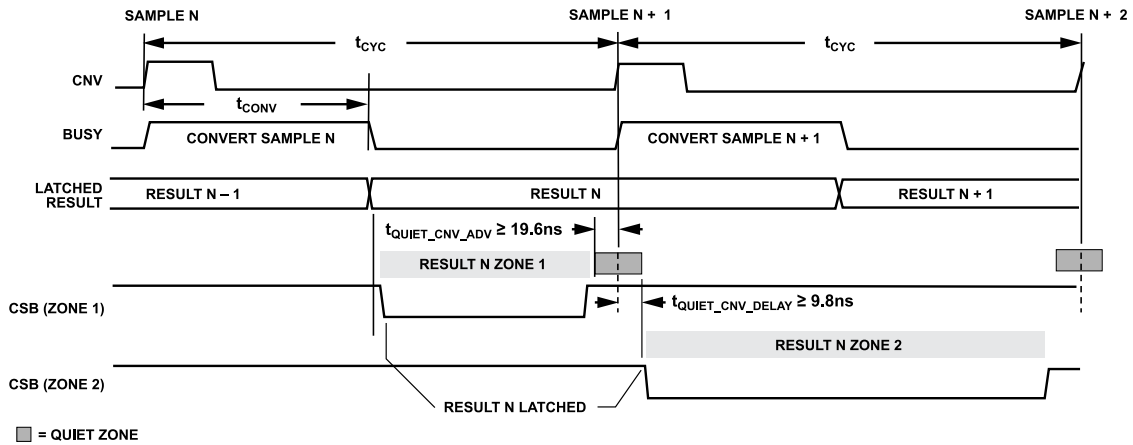 SAMPLE N
SAMPLE N + 1
SAMPLE N + 2
tCYC
tCYC
CNV
tCONV
BUSY
CONVERT SAMPLE N
CONVERT SAMPLE N + 1
LATCHED
RESULT
RESULT N – 1
RESULT N
RESULT N + 1
tQUIET_CNV_ADV ≥ 19.6ns
RESULT N ZONE 1
CSB (ZONE 1)
tQUIET_CNV_DELAY ≥ 9.8ns
RESULT N ZONE 2
CSB (ZONE 2)
RESULT N LATCHED
= QUIET ZONE